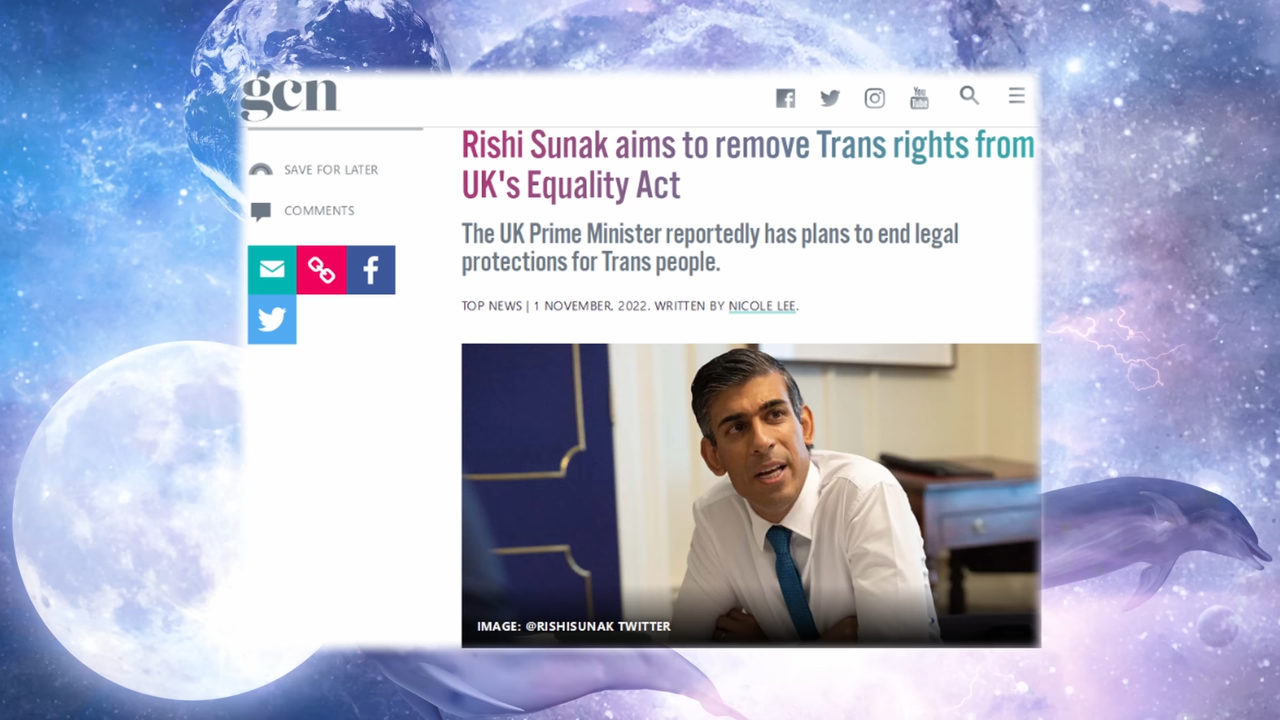 gcn
You
Tube
SAVE FOR LATER
COMMENTS
Rishi Sunak aims to remove Trans rights from
UK's Equality Act
The UK Prime Minister reportedly has plans to end legal
protections for Trans people.
TOP NEWS | 1 NOVEMBER, 2022. WRITTEN BY NICOLE LEE.
IMAGE: @RISHISUNAK TWITTER